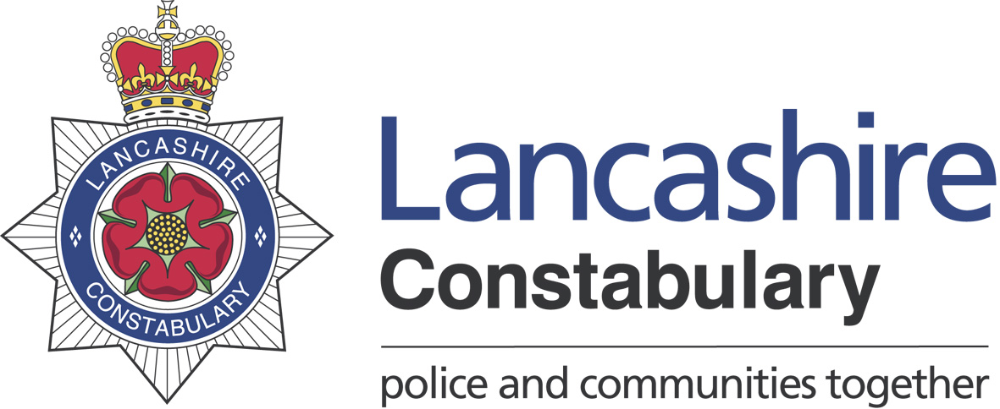 LANCASHIRE
CONSTABULARY
Lancashire
Constabulary
police and communities together